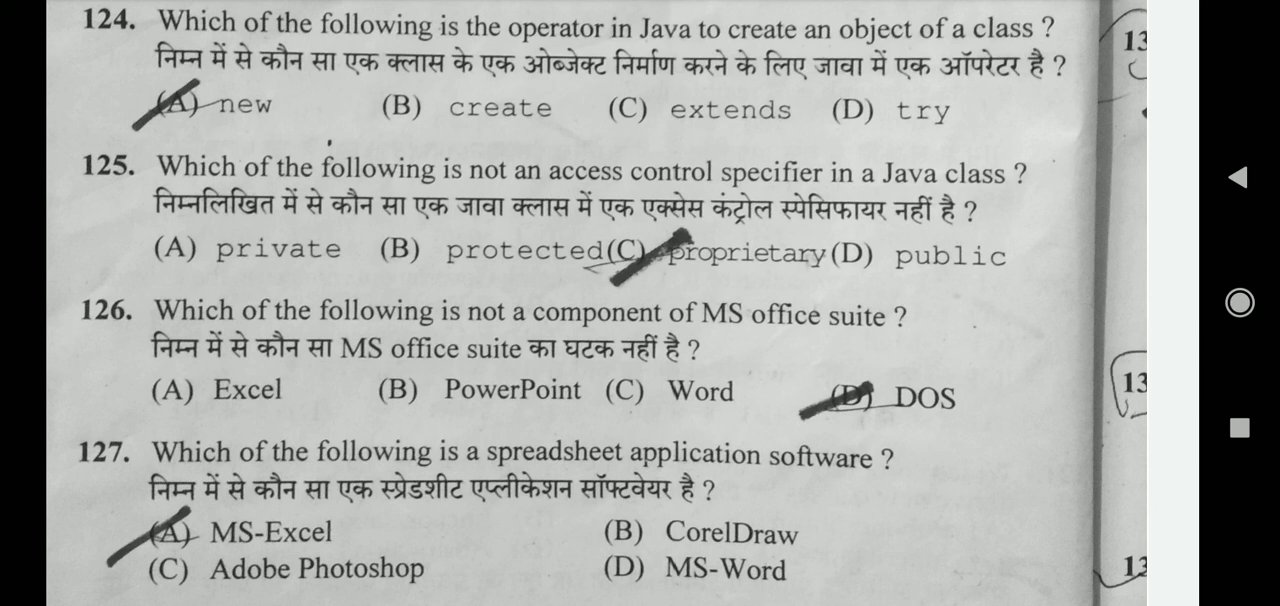 124. Which of the following is the operator in Java to create an object of a class ?
निम्न में से कौन सा एक क्लास के एक ओब्जेक्ट निर्माण करने के लिए जावा में एक ऑपरेटर है ?
(A) new (B) create (C) extends (D) try
125. Which of the following is not an access control specifier in a Java class ?
निम्नलिखित में से कौन सा एक जावा क्लास में एक एक्सेस कंट्रोल स्पेसिफायर नहीं है ?
(A) private (B) protected (C) proprietary (D) public
126. Which of the following is not a component of MS office suite ?
निम्न में से कौन सा MS office suite का घटक नहीं है ?
(A) Excel (B) PowerPoint (C) Word (D) DOS
127. Which of the following is a spreadsheet application software ?
निम्न में से कौन सा एक स्प्रेडशीट एप्लीकेशन सॉफ्टवेयर है ?
(A) MS-Excel (B) CorelDraw
(C) Adobe Photoshop (D) MS-Word
13
13
13